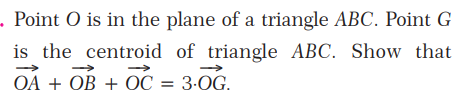 . Point O is in the plane of a triangle ABC. Point G
is the centroid of triangle ABC. Show that
$\overrightarrow{OA} + \overrightarrow{OB} + \overrightarrow{OC} = 3 \cdot \overrightarrow{OG}$.